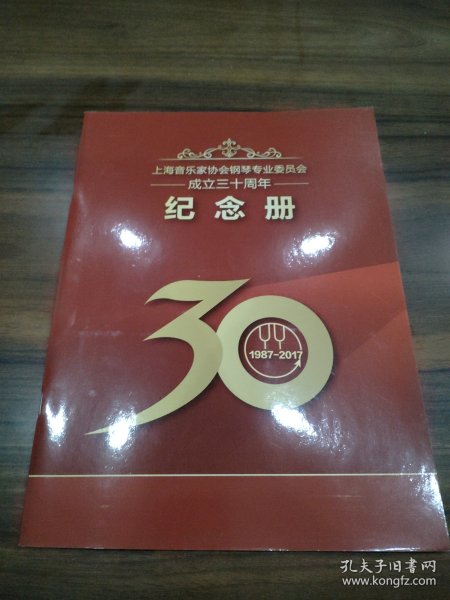 上海音乐家协会钢琴专业委员会
成立三十周年
纪念册
30
1987-2017
孔夫子旧书网
www.kongfz.com